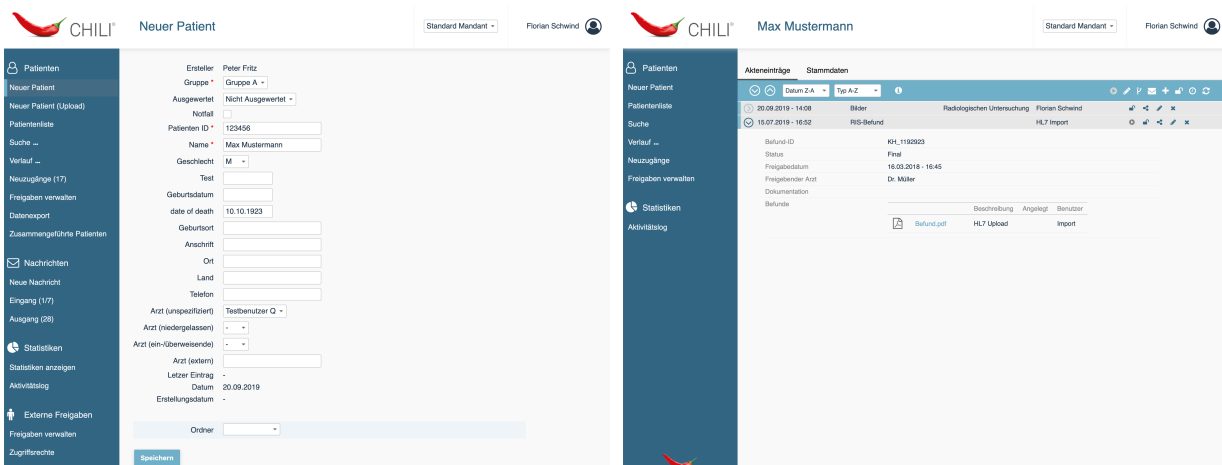 CHILI®
Neuer Patient
Standard Mandant
Florian Schwind
Patienten
Neuer Patient
Neuer Patient (Upload)
Patientenliste
Suche ...
Verlauf ...
Neuzugänge (17)
Freigaben verwalten
Datenexport
Zusammengeführte Patienten
Nachrichten
Neue Nachricht
Eingang (1/7)
Ausgang (28)
Statistiken
Statistiken anzeigen
Aktivitätslog
Externe Freigaben
Freigaben verwalten
Zugriffsrechte
Ersteller Peter Fritz
Gruppe * Gruppe A
Ausgewertet Nicht Ausgewertet
Notfall
Patienten ID * 123456
Name * Max Mustermann
Geschlecht M
Test
Geburtsdatum
date of death 10.10.1923
Geburtsort
Anschrift
Ort
Land
Telefon
Arzt (unspezifiziert) Testbenutzer Q
Arzt (niedergelassen) -
Arzt (ein-/überweisende) -
Arzt (extern)
Letzer Eintrag -
Datum 20.09.2019
Erstellungsdatum -
Ordner
Speichern
CHILI®
Max Mustermann
Standard Mandant
Florian Schwind
Patienten
Neuer Patient
Patientenliste
Suche
Verlauf ...
Neuzugänge
Freigaben verwalten
Statistiken
Aktivitätslog
Akteneinträge Stammdaten
Datum Z-A Typ A-Z
20.09.2019 - 14:08 Bilder Radiologischen Untersuchung Florian Schwind
15.07.2019 - 16:52 RIS-Befund HL7 Import
Befund-ID KH_1192923
Status Final
Freigabedatum 16.03.2018 - 16:45
Freigebender Arzt Dr. Müller
Dokumentation
Befunde
Beschreibung Angelegt Benutzer
Befund.pdf HL7 Upload Import